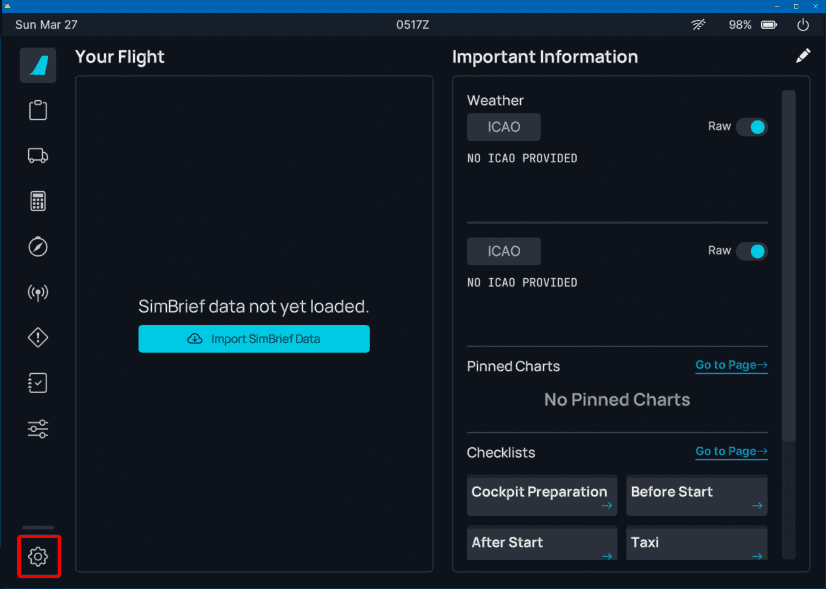 Sun Mar 27
0517Z
98%
Your Flight
Important Information
SimBrief data not yet loaded.
Import SimBrief Data
Weather
ICAO
Raw
NO ICAO PROVIDED
ICAO
Raw
NO ICAO PROVIDED
Pinned Charts
Go to Page→
No Pinned Charts
Checklists
Go to Page→
Cockpit Preparation
→
Before Start
→
After Start
→
Taxi
→